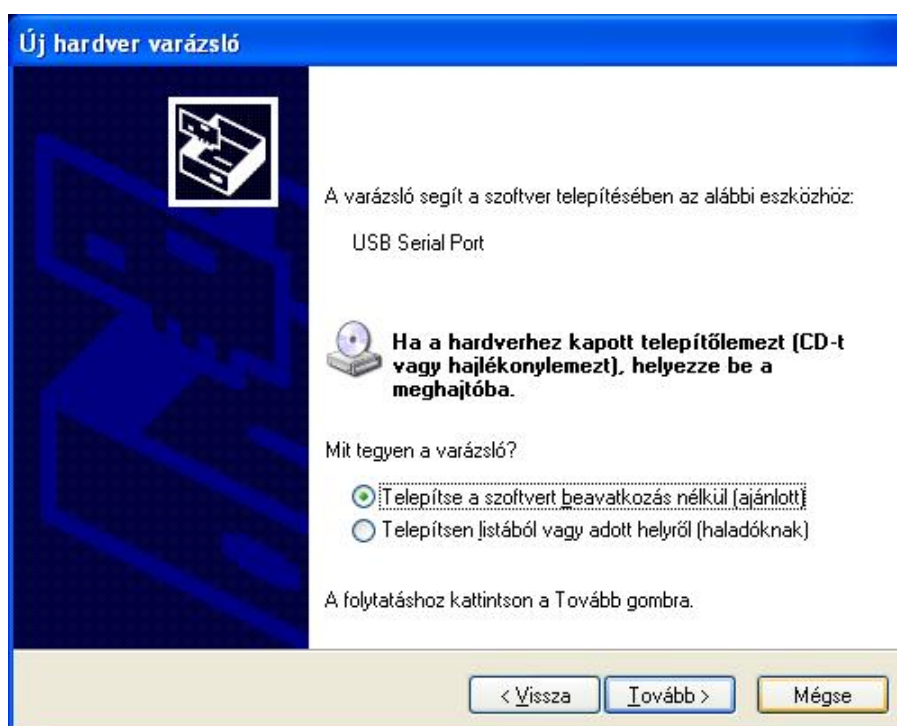 Új hardver varázsló
A varázsló segít a szoftver telepítésében az alábbi eszközhöz:
USB Serial Port
Ha a hardverhez kapott telepítőlemezt (CD-t
vagy hajlékonylemezt), helyezze be a
meghajtóba.
Mit tegyen a varázsló?
Telepítse a szoftvert beavatkozás nélkül (ajánlott)
Telepítsen listából vagy adott helyről (haladóknak)
A folytatáshoz kattintson a Tovább gombra.
< Vissza
Tovább >
Mégse